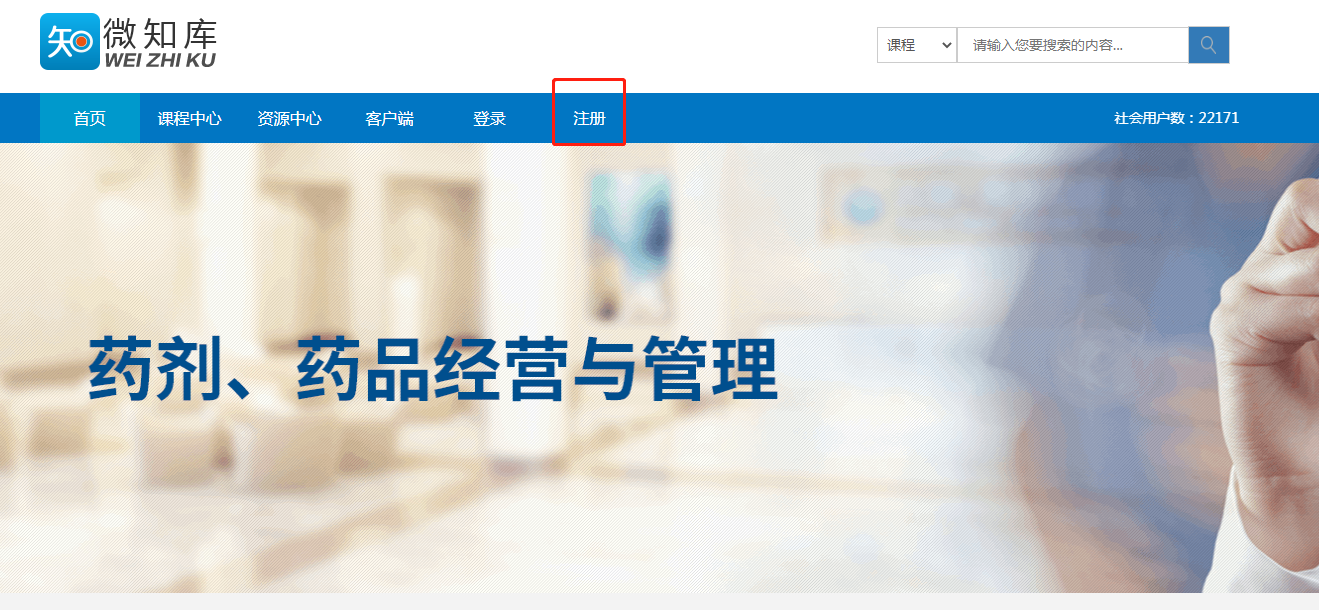 知 微知库
WEI ZHI KU
课程 请输入您要搜索的内容...
首页 课程中心 资源中心 客户端 登录 注册 社会用户数：22171
药剂、药品经营与管理